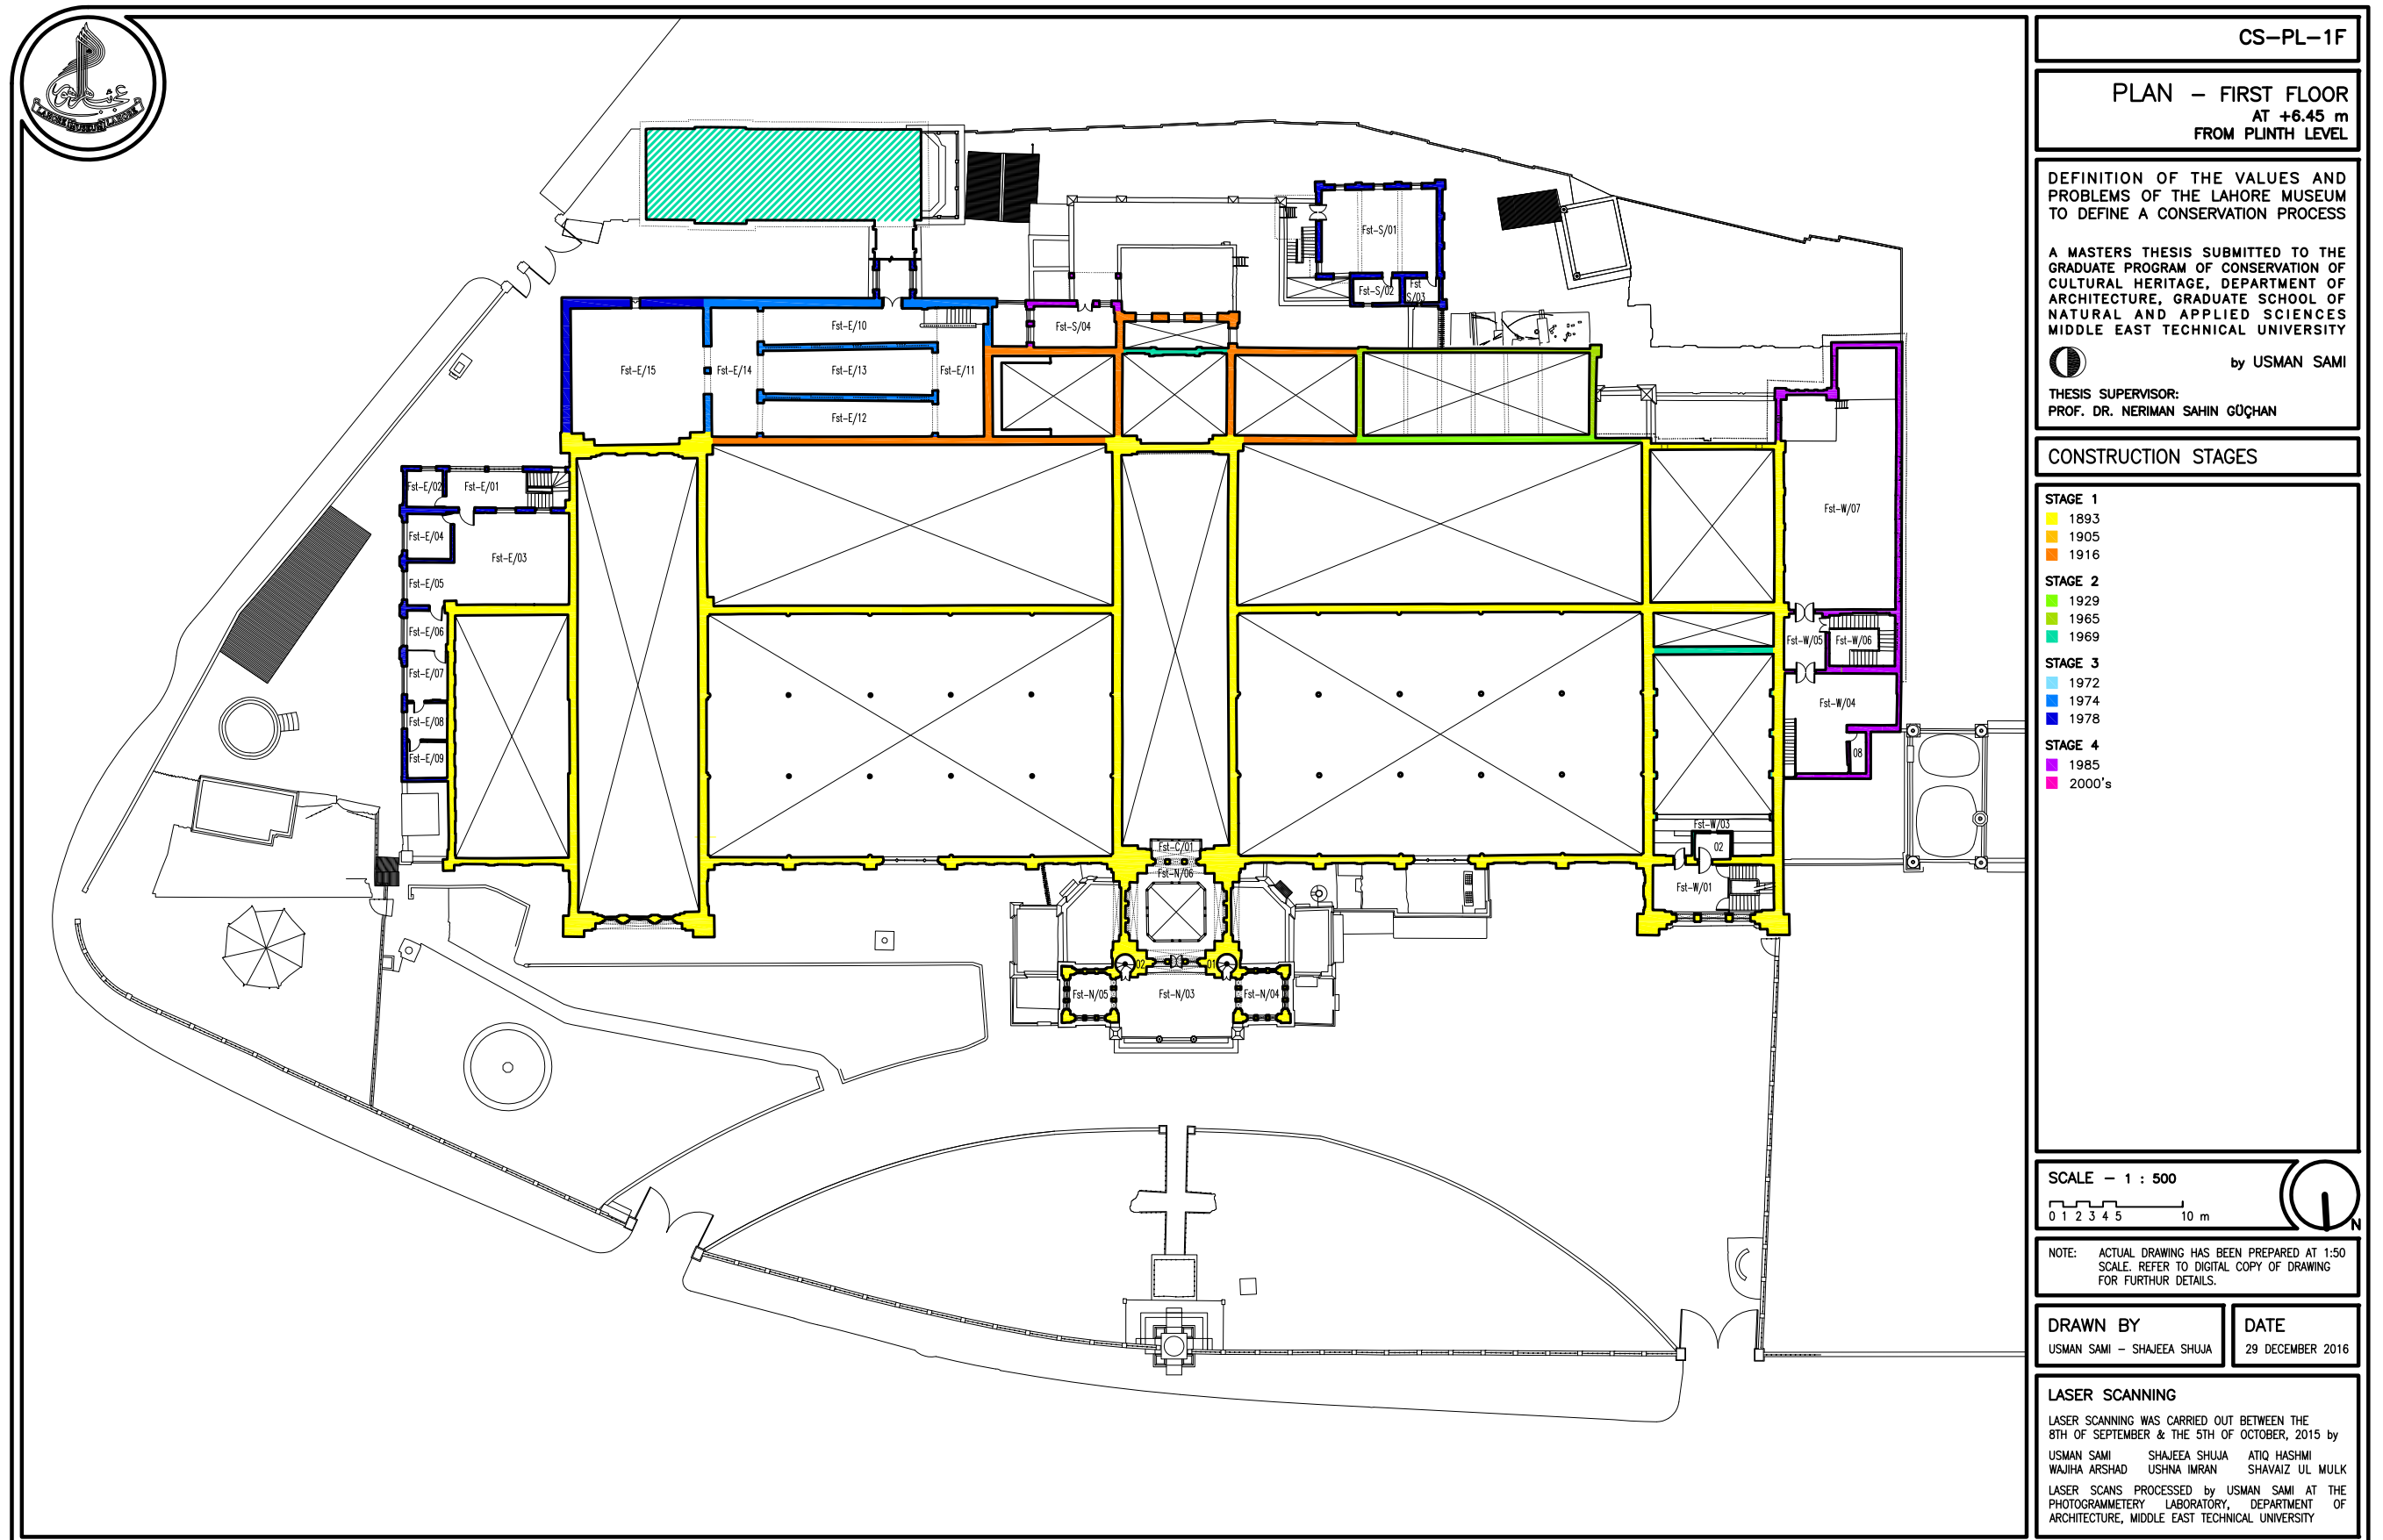 LAHORE MUSEUM LAHORE
CS-PL-1F
PLAN - FIRST FLOOR
AT +6.45 m
FROM PLINTH LEVEL
DEFINITION OF THE VALUES AND
PROBLEMS OF THE LAHORE MUSEUM
TO DEFINE A CONSERVATION PROCESS
A MASTERS THESIS SUBMITTED TO THE
GRADUATE PROGRAM OF CONSERVATION OF
CULTURAL HERITAGE, DEPARTMENT OF
ARCHITECTURE, GRADUATE SCHOOL OF
NATURAL AND APPLIED SCIENCES
MIDDLE EAST TECHNICAL UNIVERSITY
by USMAN SAMI
THESIS SUPERVISOR:
PROF. DR. NERIMAN SAHIN GÜÇHAN
CONSTRUCTION STAGES
STAGE 1
1893
1905
1916
STAGE 2
1929
1965
1969
STAGE 3
1972
1974
1978
STAGE 4
1985
2000's
SCALE - 1 : 500
0 1 2 3 4 5 10 m
N
NOTE: ACTUAL DRAWING HAS BEEN PREPARED AT 1:50
SCALE. REFER TO DIGITAL COPY OF DRAWING
FOR FURTHUR DETAILS.
DRAWN BY
USMAN SAMI - SHAJEEA SHUJA
DATE
29 DECEMBER 2016
LASER SCANNING
LASER SCANNING WAS CARRIED OUT BETWEEN THE
8TH OF SEPTEMBER & THE 5TH OF OCTOBER, 2015 by
USMAN SAMI SHAJEEA SHUJA ATIQ HASHMI
WAJIHA ARSHAD USHNA IMRAN SHAVAIZ UL MULK
LASER SCANS PROCESSED by USMAN SAMI AT THE
PHOTOGRAMMETERY LABORATORY, DEPARTMENT OF
ARCHITECTURE, MIDDLE EAST TECHNICAL UNIVERSITY
Fst-S/01
Fst-S/02
Fst
S/03
Fst-S/04
Fst-E/10
Fst-E/15
Fst-E/14
Fst-E/13
Fst-E/11
Fst-E/12
Fst-E/02
Fst-E/01
Fst-E/04
Fst-E/03
Fst-E/05
Fst-E/06
Fst-E/07
Fst-E/08
Fst-E/09
Fst-W/07
Fst-W/05
Fst-W/06
Fst-W/04
08
Fst-W/03
02
Fst-W/01
Fst-C/01
Fst-N/06
02
01
Fst-N/05
Fst-N/03
Fst-N/04